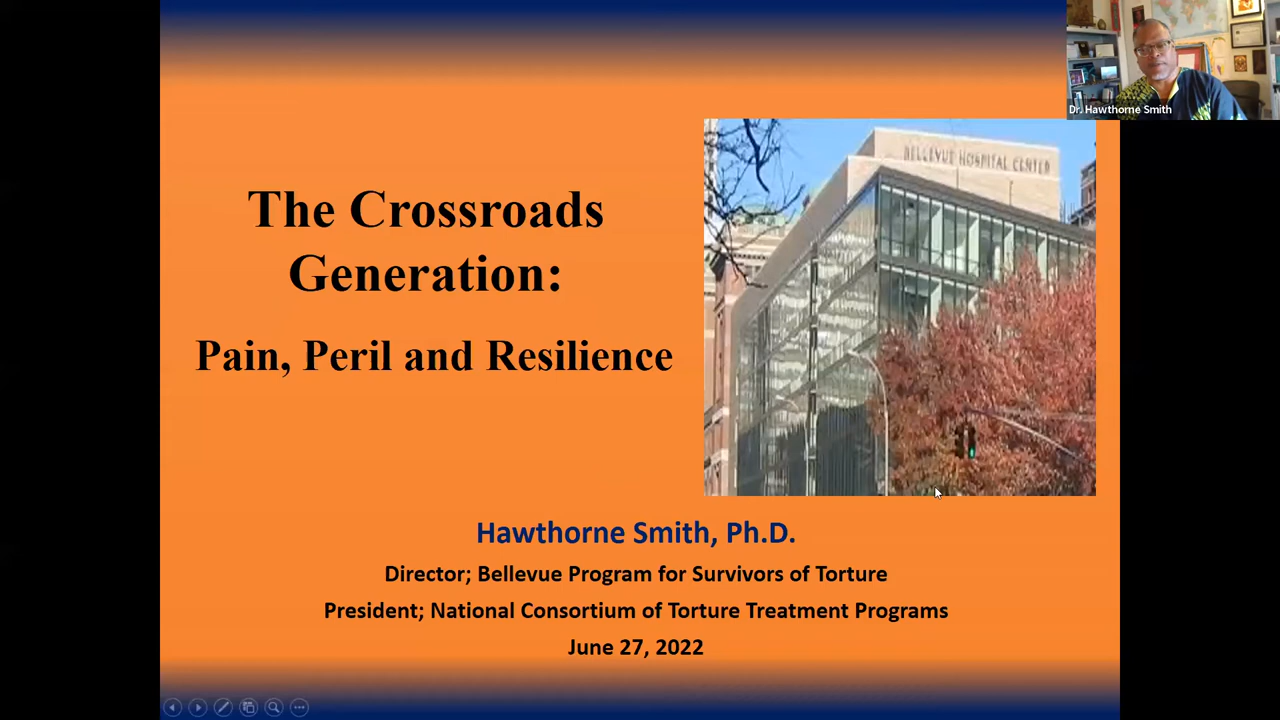 Dr. Hawthorne Smith
BELLEVUE HOSPITAL CENTER
The Crossroads
Generation:
Pain, Peril and Resilience
Hawthorne Smith, Ph.D.
Director; Bellevue Program for Survivors of Torture
President; National Consortium of Torture Treatment Programs
June 27, 2022